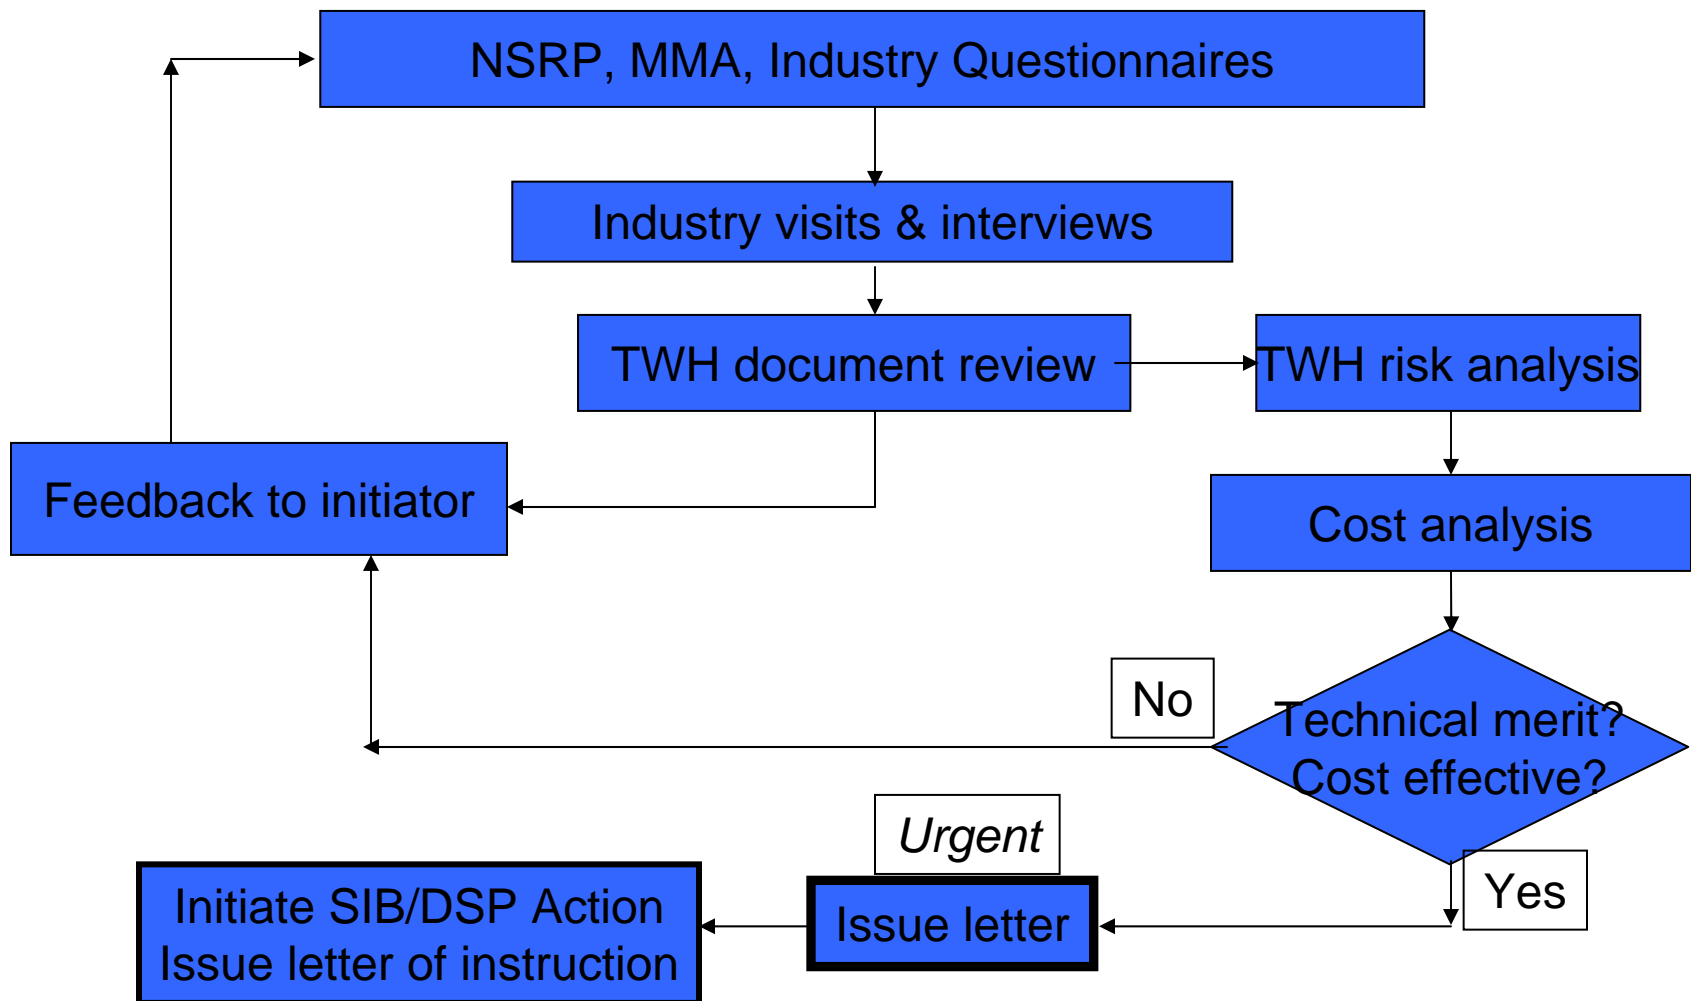 NSRP, MMA, Industry Questionnaires
Industry visits & interviews
TWH document review
TWH risk analysis
Feedback to initiator
Cost analysis
No
Technical merit?
Cost effective?
Urgent
Yes
Initiate SIB/DSP Action
Issue letter of instruction
Issue letter